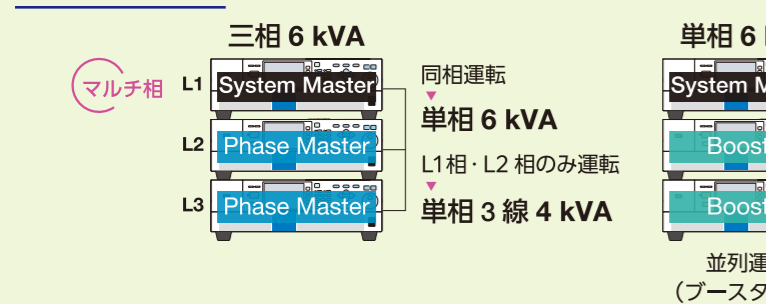 三相 6 kVA
マルチ相
L1 System Master
L2 Phase Master
L3 Phase Master
同相運転
▼
単相 6 kVA
L1相・L2 相のみ運転
▼
単相 3 線 4 kVA
単相 6
System M
Boost
Boost
並列運
（ブースタ